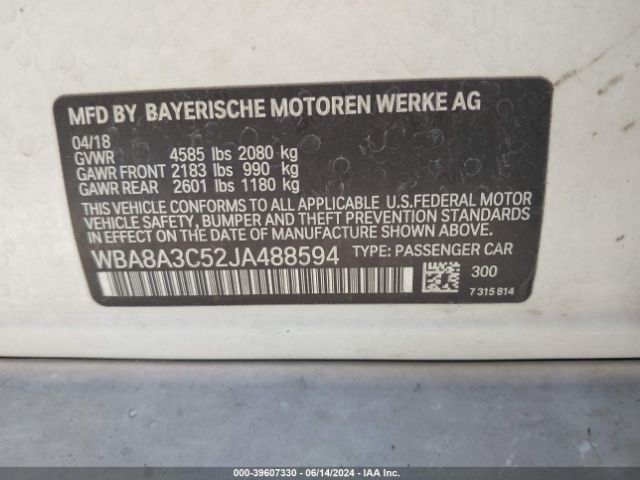 MFD BY BAYERISCHE MOTOREN WERKE AG
04/18
GVWR 4585 lbs 2080 kg
GAWR FRONT 2183 lbs 990 kg
GAWR REAR 2601 lbs 1180 kg
THIS VEHICLE CONFORMS TO ALL APPLICABLE U.S.FEDERAL MOTOR
VEHICLE SAFETY, BUMPER AND THEFT PREVENTION STANDARDS
IN EFFECT ON THE DATE OF MANUFACTURE SHOWN ABOVE.
WBA8A3C52JA488594 TYPE: PASSENGER CAR
300
7 315 814
000-39607330 | 06/14/2024 | IAAI.com